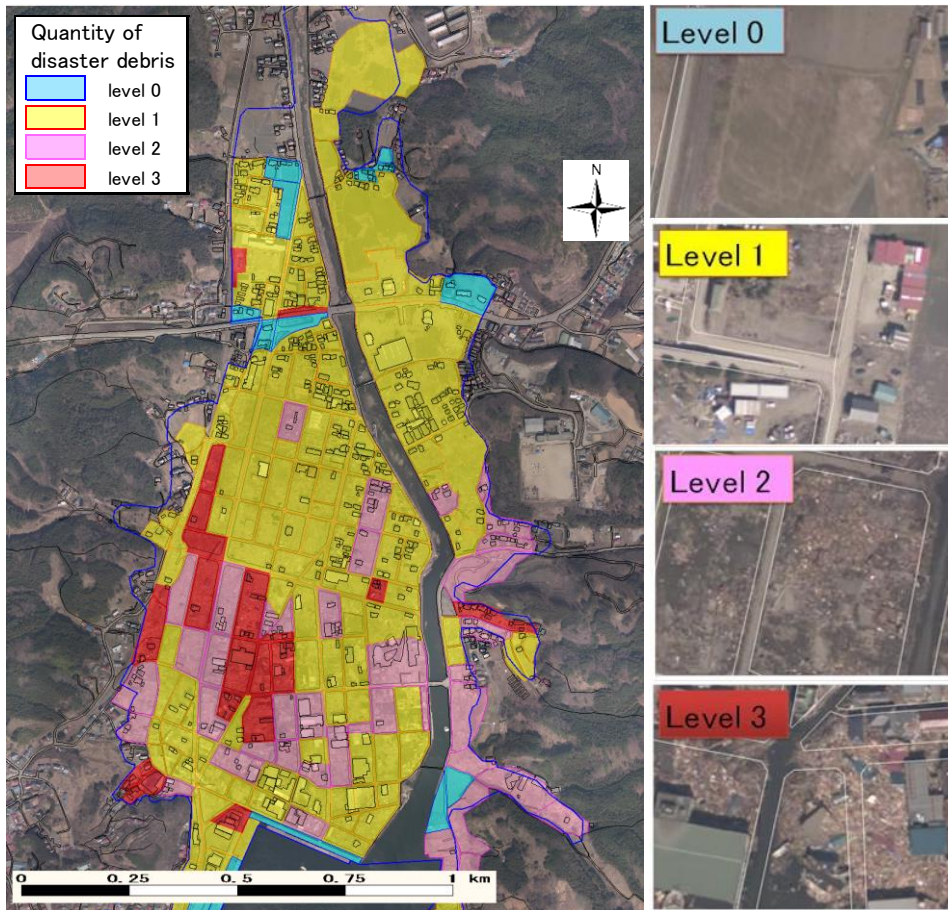 Quantity of
disaster debris
level 0
level 1
level 2
level 3
N
0 0.25 0.5 0.75 1 km
Level 0
Level 1
Level 2
Level 3